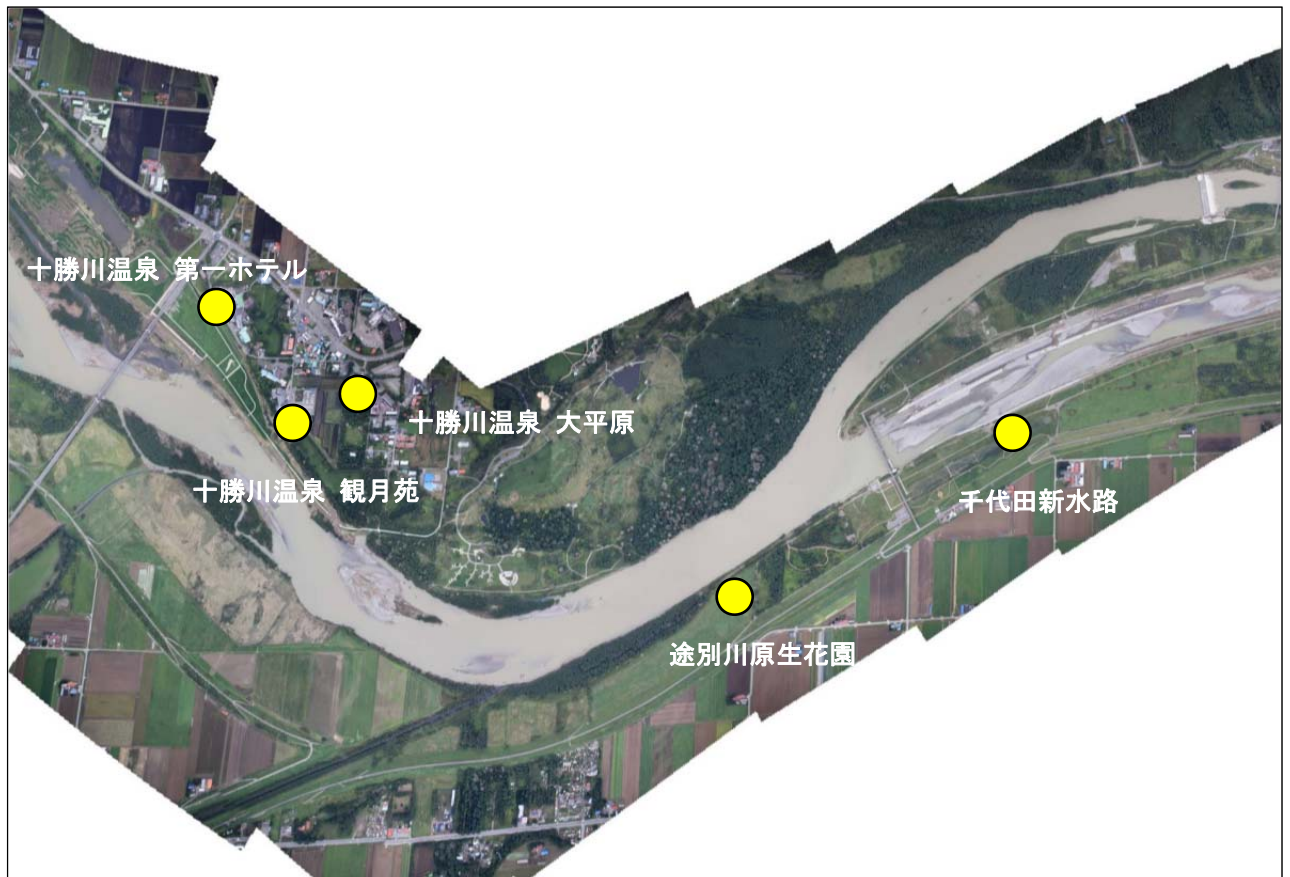 十勝川温泉 第一ホテル
十勝川温泉 大平原
十勝川温泉 観月苑
千代田新水路
途別川原生花園